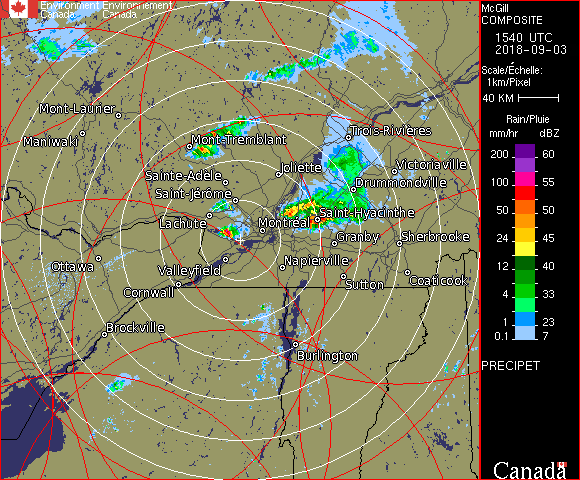 Environment Environnement
Canada Canada
McGill
COMPOSITE
1540 UTC
2018-09-03
Scale/Échelle:
1km/Pixel
40 KM
Rain/Pluie
mm/hr dBZ
200 60
100 55
50 50
24 45
12 40
4 33
1 23
0.1 7
PRECIPET
Canada
Mont-Laurier
Maniwaki
Mont-Tremblant
Trois-Rivières
Joliette
Victoriaville
Sainte-Adèle
Drummondville
Saint-Jérôme
Saint-Hyacinthe
Lachute
Montréal
Granby
Sherbrooke
Ottawa
Valleyfield
Napierville
Coaticook
Cornwall
Sutton
Brockville
Burlington